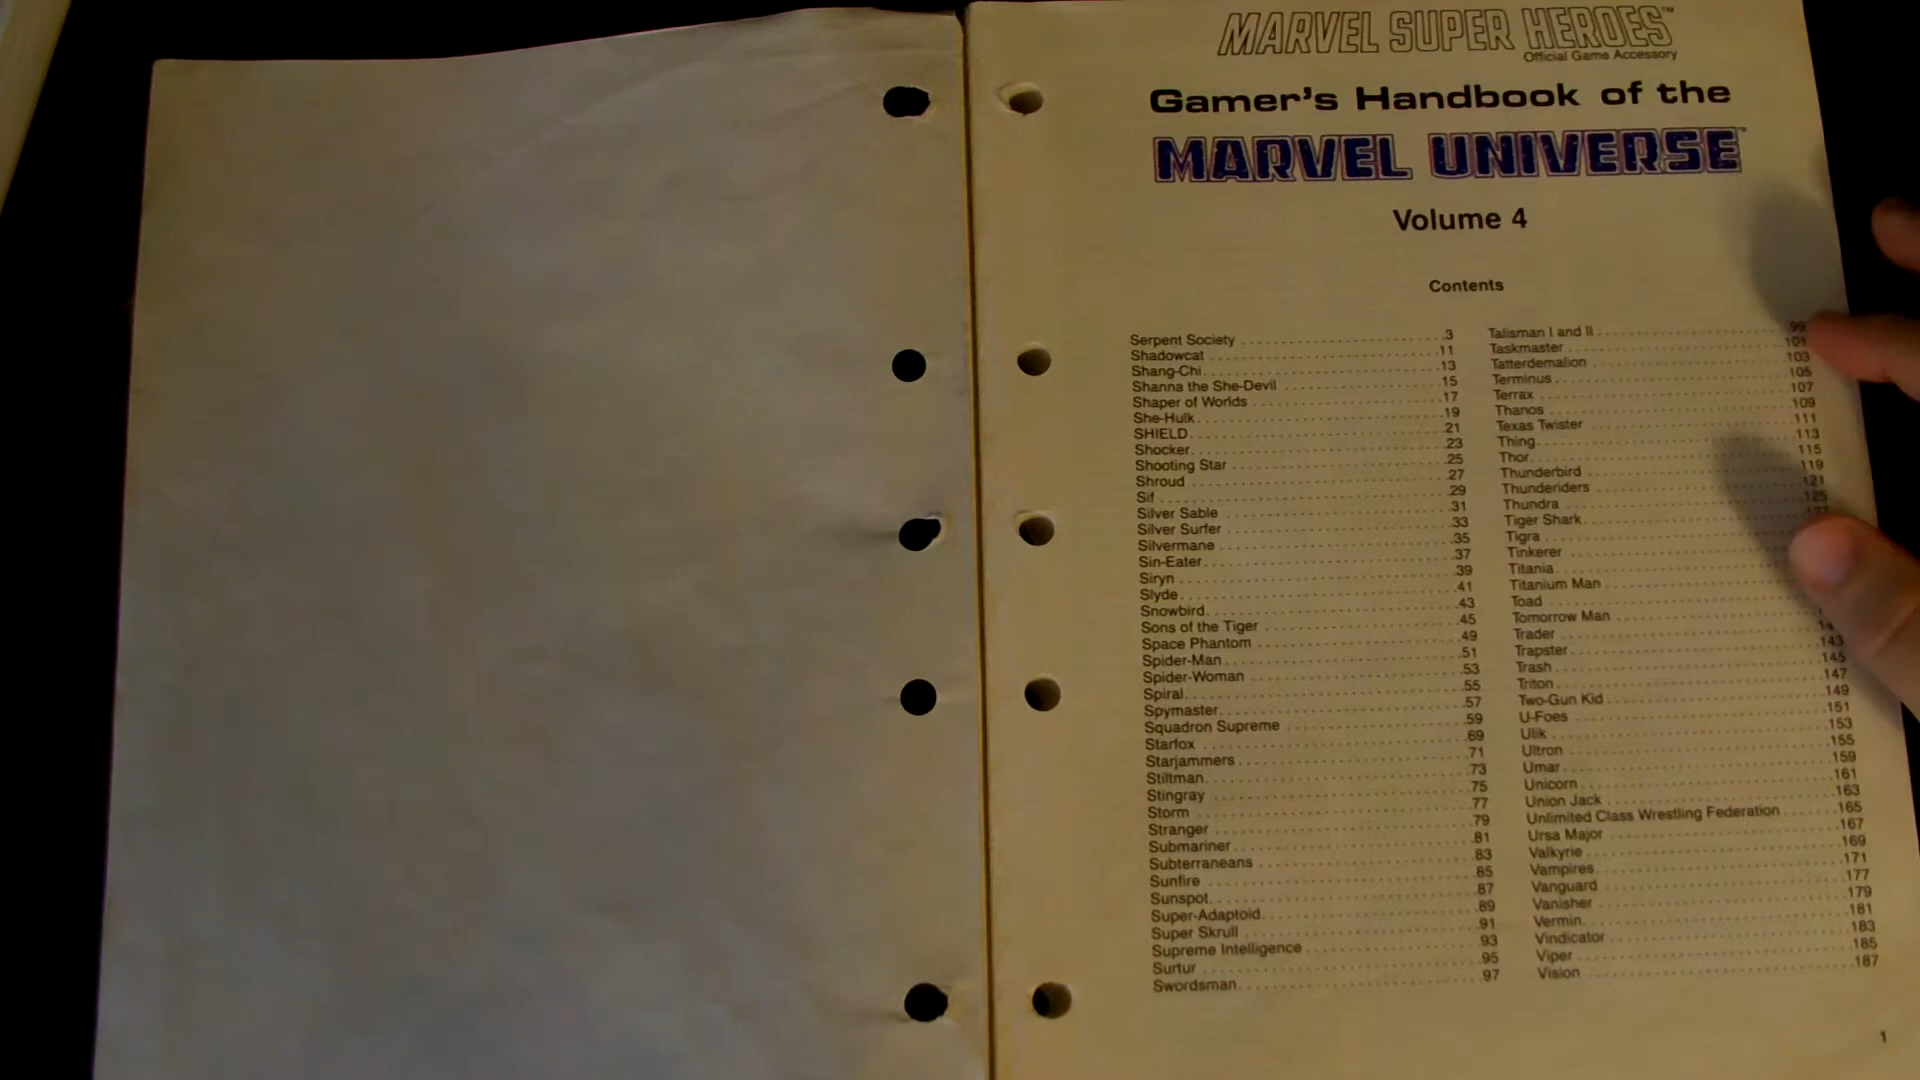 MARVEL SUPER HEROES™
Official Game Accessory
Gamer's Handbook of the
MARVEL UNIVERSE™
Volume 4
Contents
Serpent Society 3
Shadowcat 11
Shang-Chi 13
Shanna the She-Devil 15
Shaper of Worlds 17
She-Hulk 19
SHIELD 21
Shocker 23
Shooting Star 25
Shroud 27
Sif 29
Silver Sable 31
Silver Surfer 33
Silvermane 35
Sin-Eater 37
Siryn 39
Slyde 41
Snowbird 43
Sons of the Tiger 45
Space Phantom 49
Spider-Man 51
Spider-Woman 53
Spiral 55
Spymaster 57
Squadron Supreme 59
Starfox 69
Starjammers 71
Stiltman 73
Stingray 75
Storm 77
Stranger 79
Submariner 81
Subterraneans 83
Sunfire 85
Sunspot 87
Super-Adaptoid 89
Super Skrull 91
Supreme Intelligence 93
Surtur 95
Swordsman 97
Talisman I and II 99
Taskmaster 101
Tatterdemalion 103
Terminus 105
Terrax 107
Thanos 109
Texas Twister 111
Thing 113
Thor 115
Thunderbird 119
Thunderiders 121
Thundra 125
Tiger Shark 127
Tigra
Tinkerer
Titania
Titanium Man
Toad
Tomorrow Man
Trader
Trapster 143
Trash 145
Triton 147
Two-Gun Kid 149
U-Foes 151
Ulik 153
Ultron 155
Umar 159
Unicorn 161
Union Jack 163
Unlimited Class Wrestling Federation 165
Ursa Major 167
Valkyrie 169
Vampires 171
Vanguard 177
Vanisher 179
Vermin 181
Vindicator 183
Viper 185
Vision 187
1